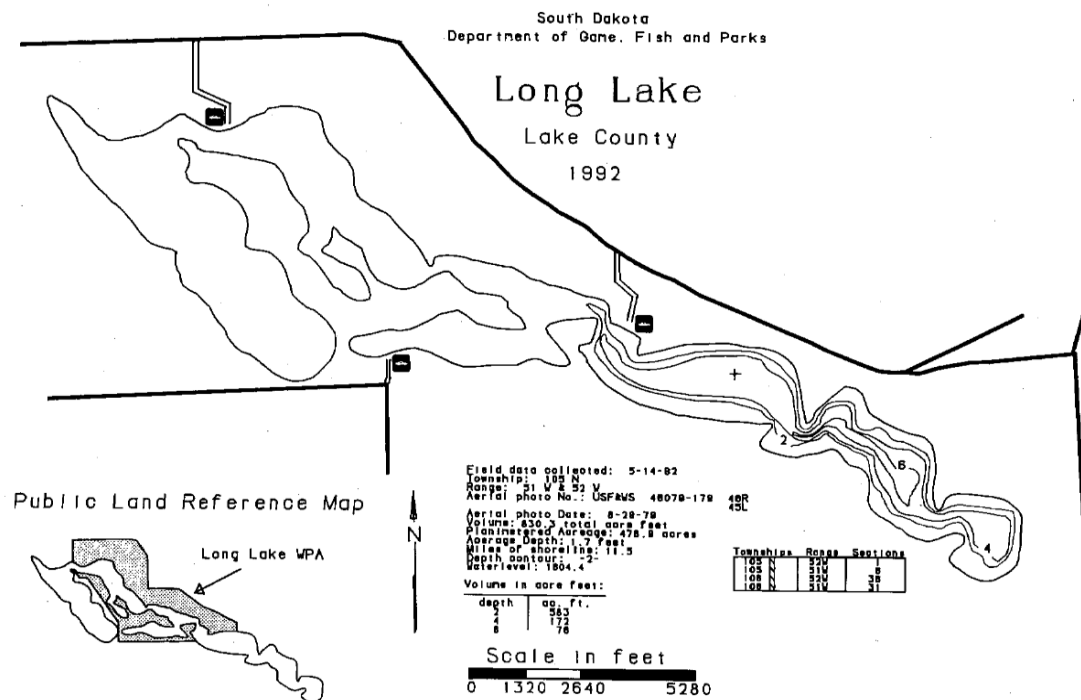 South Dakota
Department of Game, Fish and Parks
Long Lake
Lake County
1992
2
6
4
Field data collected: 5-14-82
Township: 105 N
Range: 51 W & 52 W
Aerial photo No.: USF&WS 46079-179 46R
45L
Aerial photo Date: 8-29-79
Volume: 830.3 total acre feet
Planimetered Acreage: 478.9 acres
Average Depth: 1.7 feet
Miles of shoreline: 11.5
Depth contour: -2-
Waterlevel: 1604.4
Volume in acre feet:
depth ac. ft.
2 583
4 172
6 76
Townships Range Sections
105 N 52W 1
105 N 51W 6
106 N 52W 36
106 N 51W 31
Public Land Reference Map
Long Lake WPA
N
Scale in feet
0 1320 2640 5280